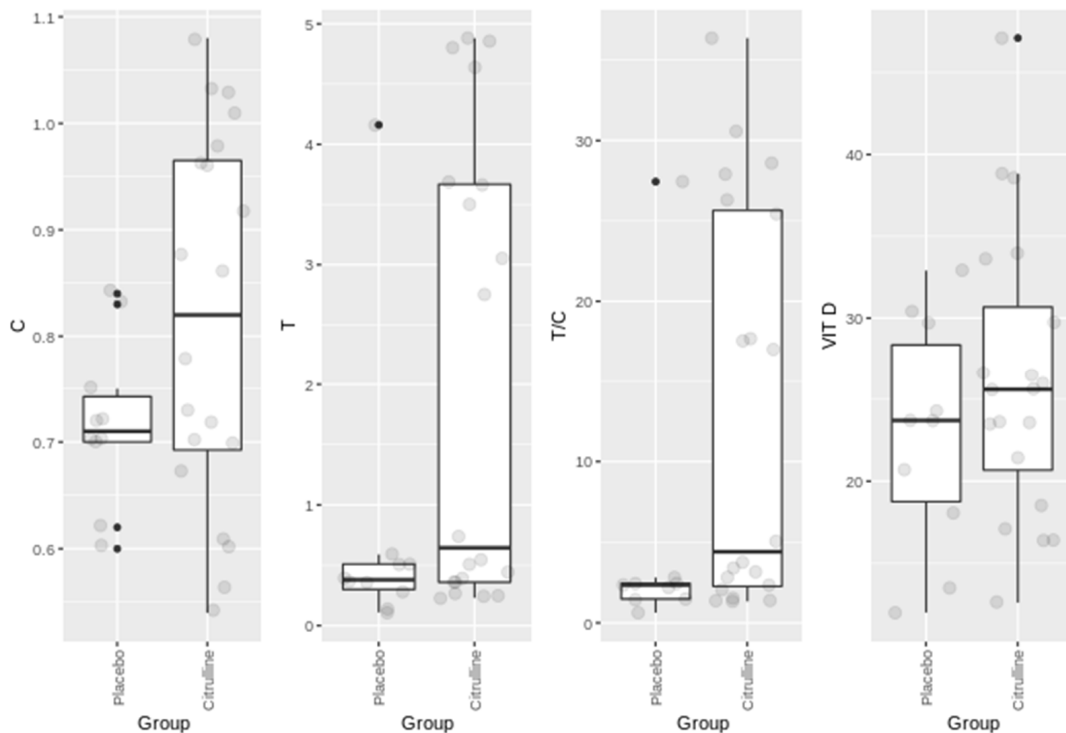 C
1.1
1.0
0.9
0.8
0.7
0.6
Placebo
Citrulline
Group
T
5
4
3
2
1
0
Placebo
Citrulline
Group
T/C
30
20
10
0
Placebo
Citrulline
Group
VIT D
40
30
20
Placebo
Citrulline
Group